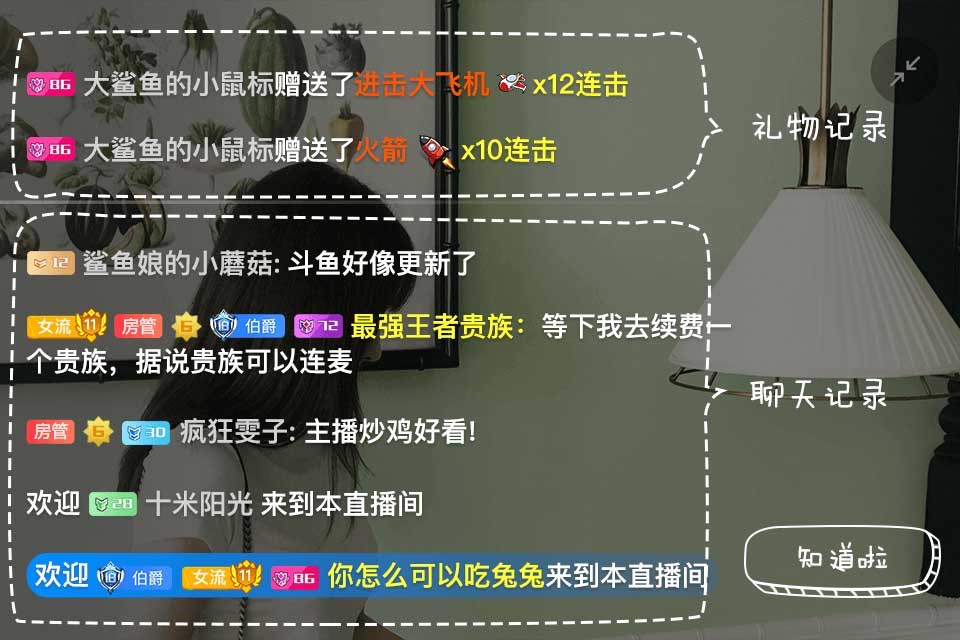 86 大鲨鱼的小鼠标赠送了进击大飞机 x12连击
86 大鲨鱼的小鼠标赠送了火箭 x10连击
礼物记录
12 鲨鱼娘的小蘑菇: 斗鱼好像更新了
女流 11 房管 6 伯 伯爵 72 最强王者贵族: 等下我去续费一
个贵族，据说贵族可以连麦
聊天记录
房管 6 30 疯狂雯子: 主播炒鸡好看!
欢迎 28 十米阳光 来到本直播间
知道啦
欢迎 伯 伯爵 女流 11 86 你怎么可以吃兔兔来到本直播间